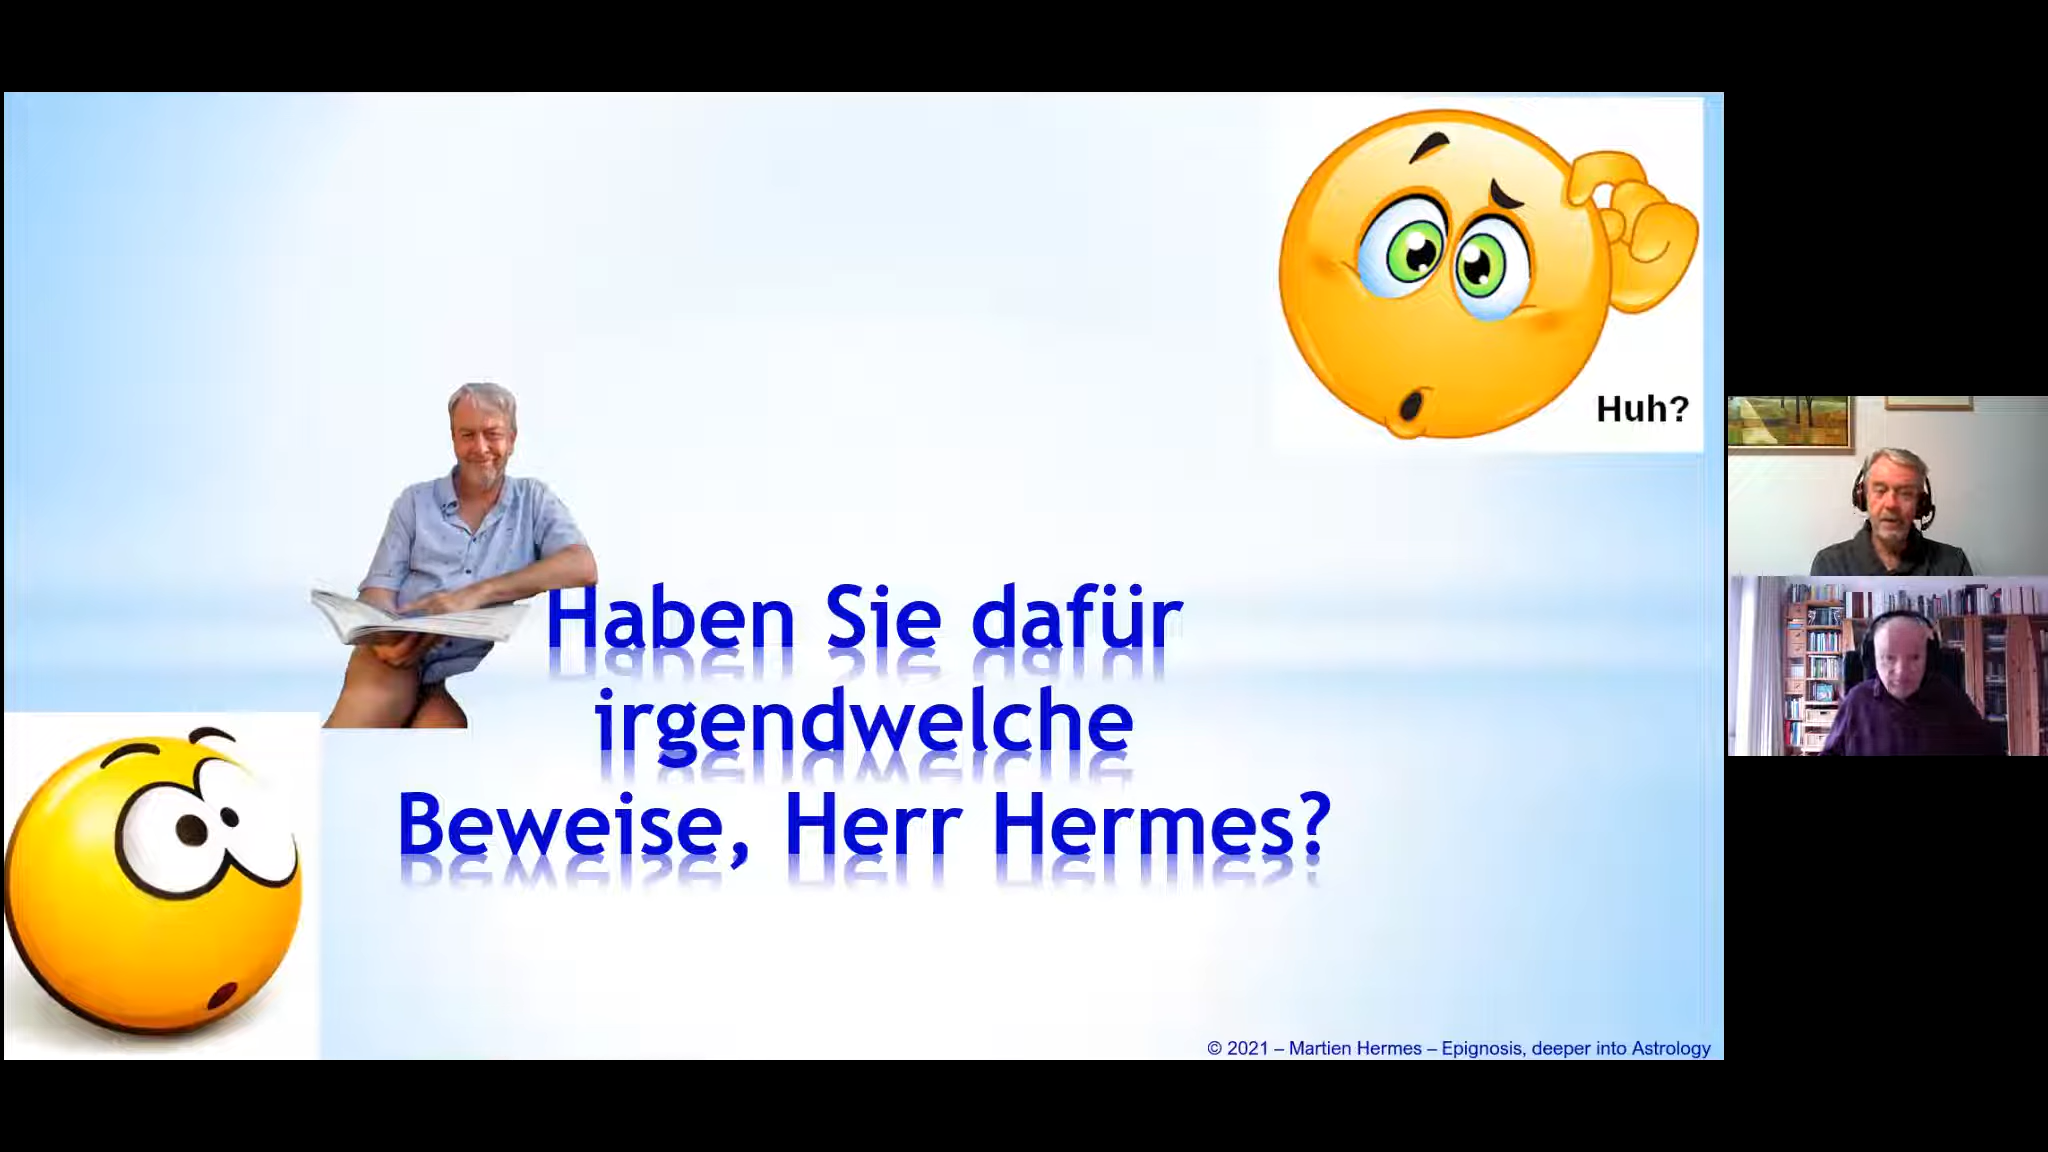 Huh?
Haben Sie dafür
irgendwelche
Beweise, Herr Hermes?
© 2021 – Martien Hermes – Epignosis, deeper into Astrology